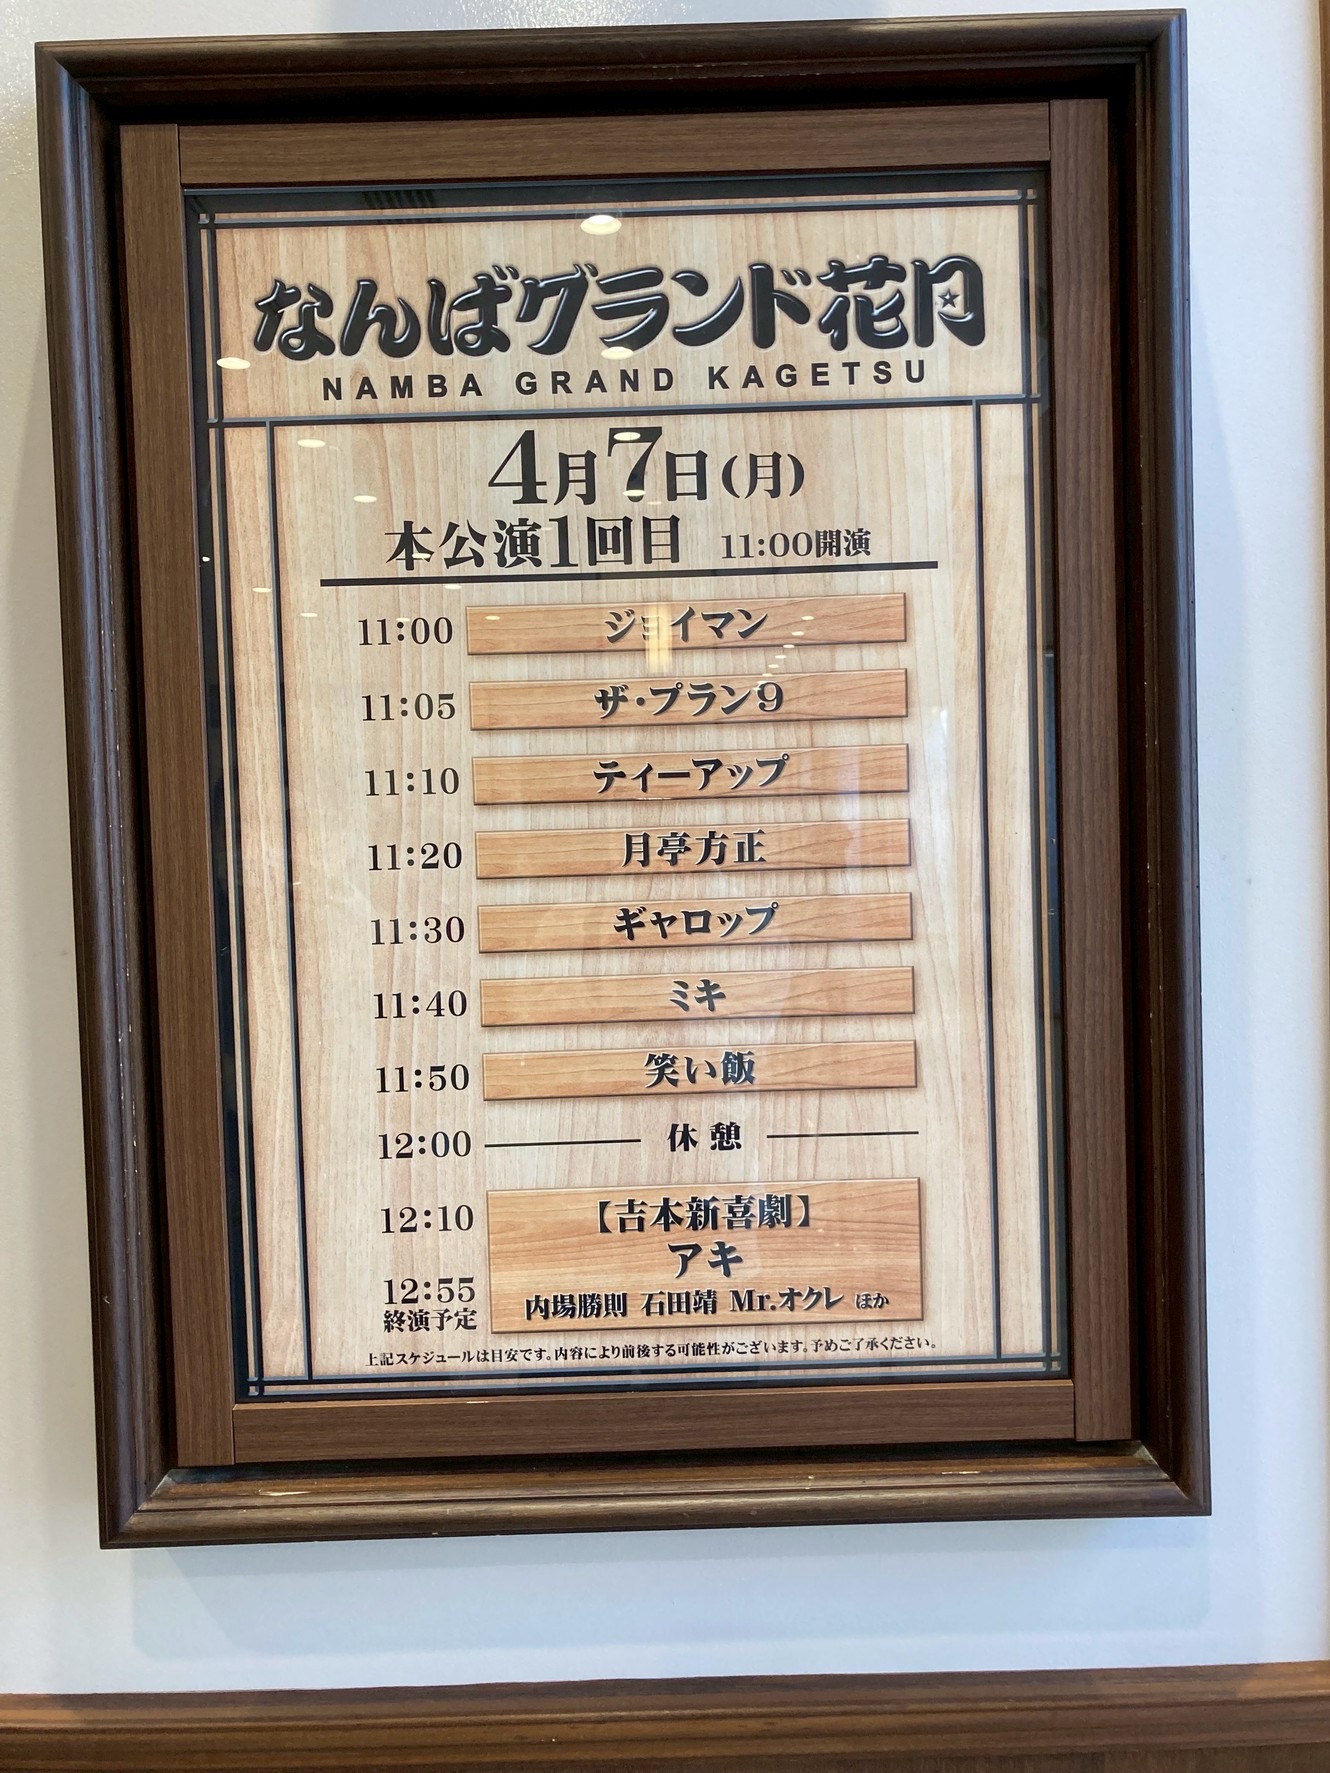 なんばグランド花月
NAMBA GRAND KAGETSU
4月7日(月)
本公演1回目 11:00開演
11:00 ジョイマン
11:05 ザ・プラン9
11:10 ティーアップ
11:20 月亭方正
11:30 ギャロップ
11:40 ミキ
11:50 笑い飯
12:00 休憩
12:10 【吉本新喜劇】
アキ
12:55 内場勝則 石田靖 Mr.オクレ ほか
終演予定
上記スケジュールは目安です。内容により前後する可能性がございます。予めご了承ください。